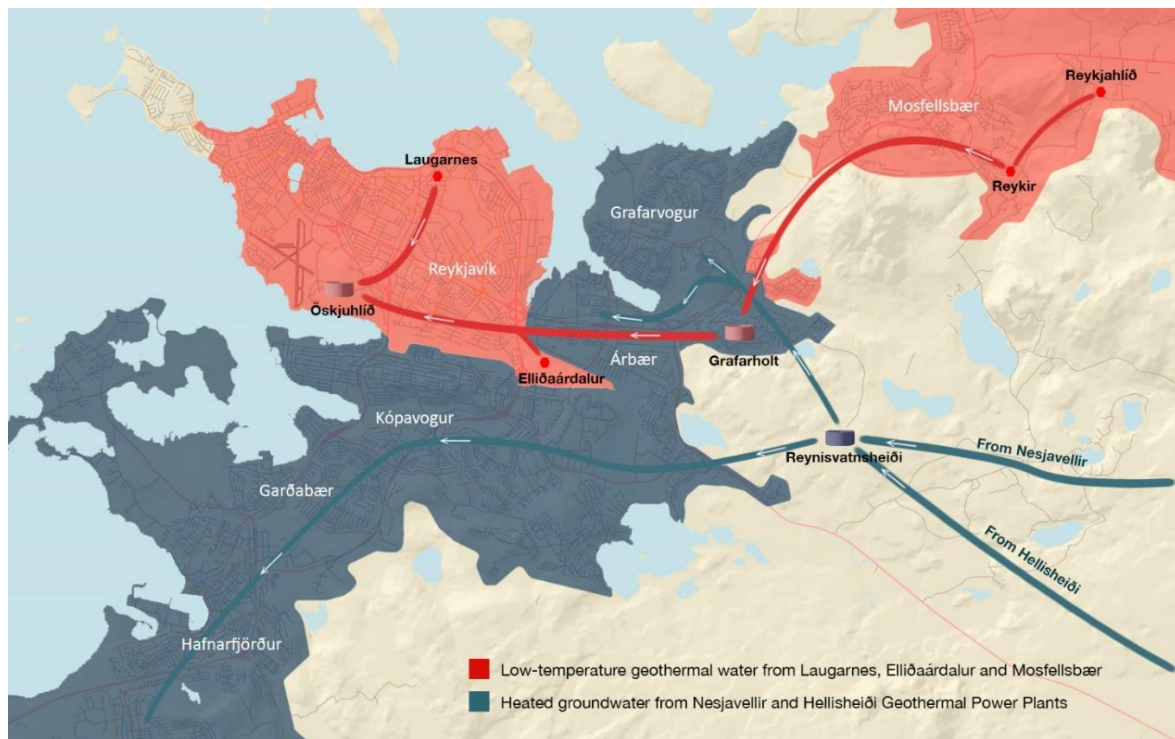 Reykjahlíð
Mosfellsbær
Laugarnes
Reykir
Grafarvogur
Reykjavík
Öskjuhlíð
Grafarholt
Árbær
Elliðaárdalur
Kópavogur
Reynisvatnsheiði
From Nesjavellir
Garðabær
From Hellisheiði
Hafnarfjörður
Low-temperature geothermal water from Laugarnes, Elliðaárdalur and Mosfellsbær
Heated groundwater from Nesjavellir and Hellisheiði Geothermal Power Plants